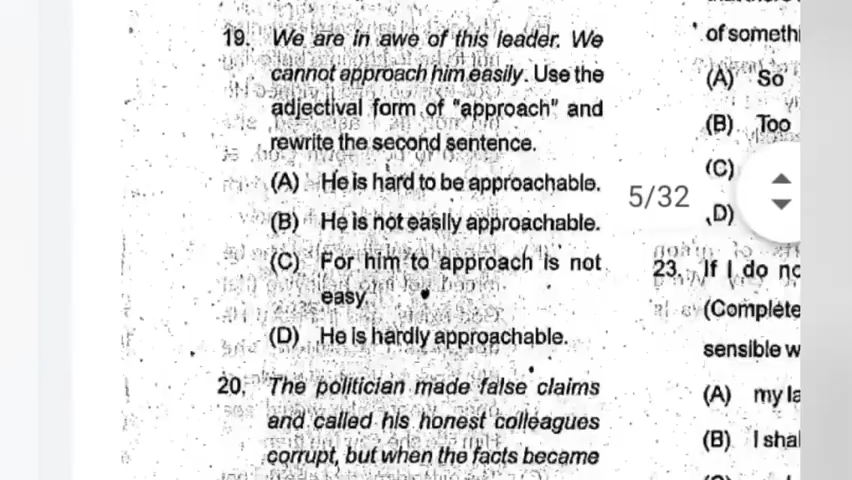 19. We are in awe of this leader. We
cannot approach him easily. Use the
adjectival form of "approach" and
rewrite the second sentence.
(A) He is hard to be approachable.
(B) He is not easily approachable.
(C) For him to approach is not
easy.
(D) He is hardly approachable.
20. The politician made false claims
and called his honest colleagues
corrupt, but when the facts became
5/32
of somethi
(A) So
(B) Too
(C)
(D)
23. If I do no
(Complete
sensible w
(A) my la
(B) I shal